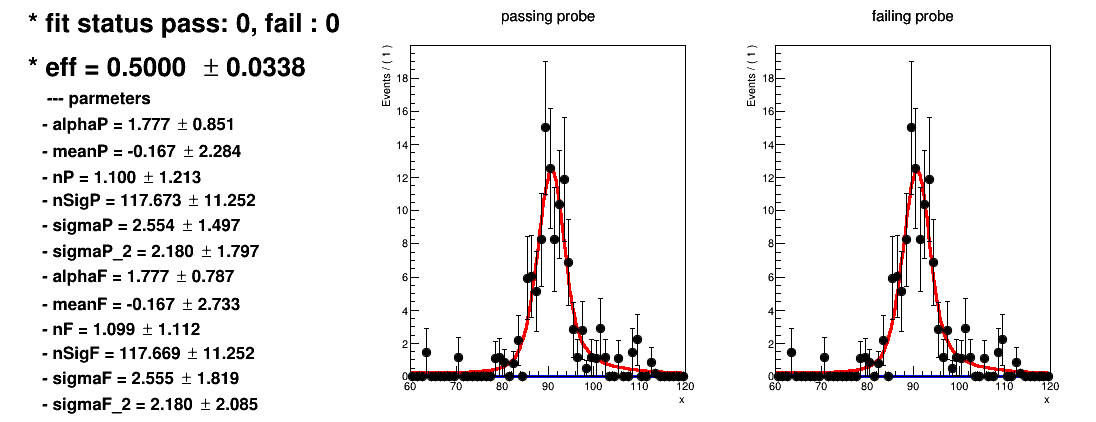 * fit status pass: 0, fail : 0
* eff = 0.5000 ± 0.0338
--- parmeters
- alphaP = 1.777 ± 0.851
- meanP = -0.167 ± 2.284
- nP = 1.100 ± 1.213
- nSigP = 117.673 ± 11.252
- sigmaP = 2.554 ± 1.497
- sigmaP_2 = 2.180 ± 1.797
- alphaF = 1.777 ± 0.787
- meanF = -0.167 ± 2.733
- nF = 1.099 ± 1.112
- nSigF = 117.669 ± 11.252
- sigmaF = 2.555 ± 1.819
- sigmaF_2 = 2.180 ± 2.085
passing probe
Events / ( 1 )
18
16
14
12
10
8
6
4
2
0
60 70 80 90 100 110 120
x
failing probe
Events / ( 1 )
18
16
14
12
10
8
6
4
2
0
60 70 80 90 100 110 120
x